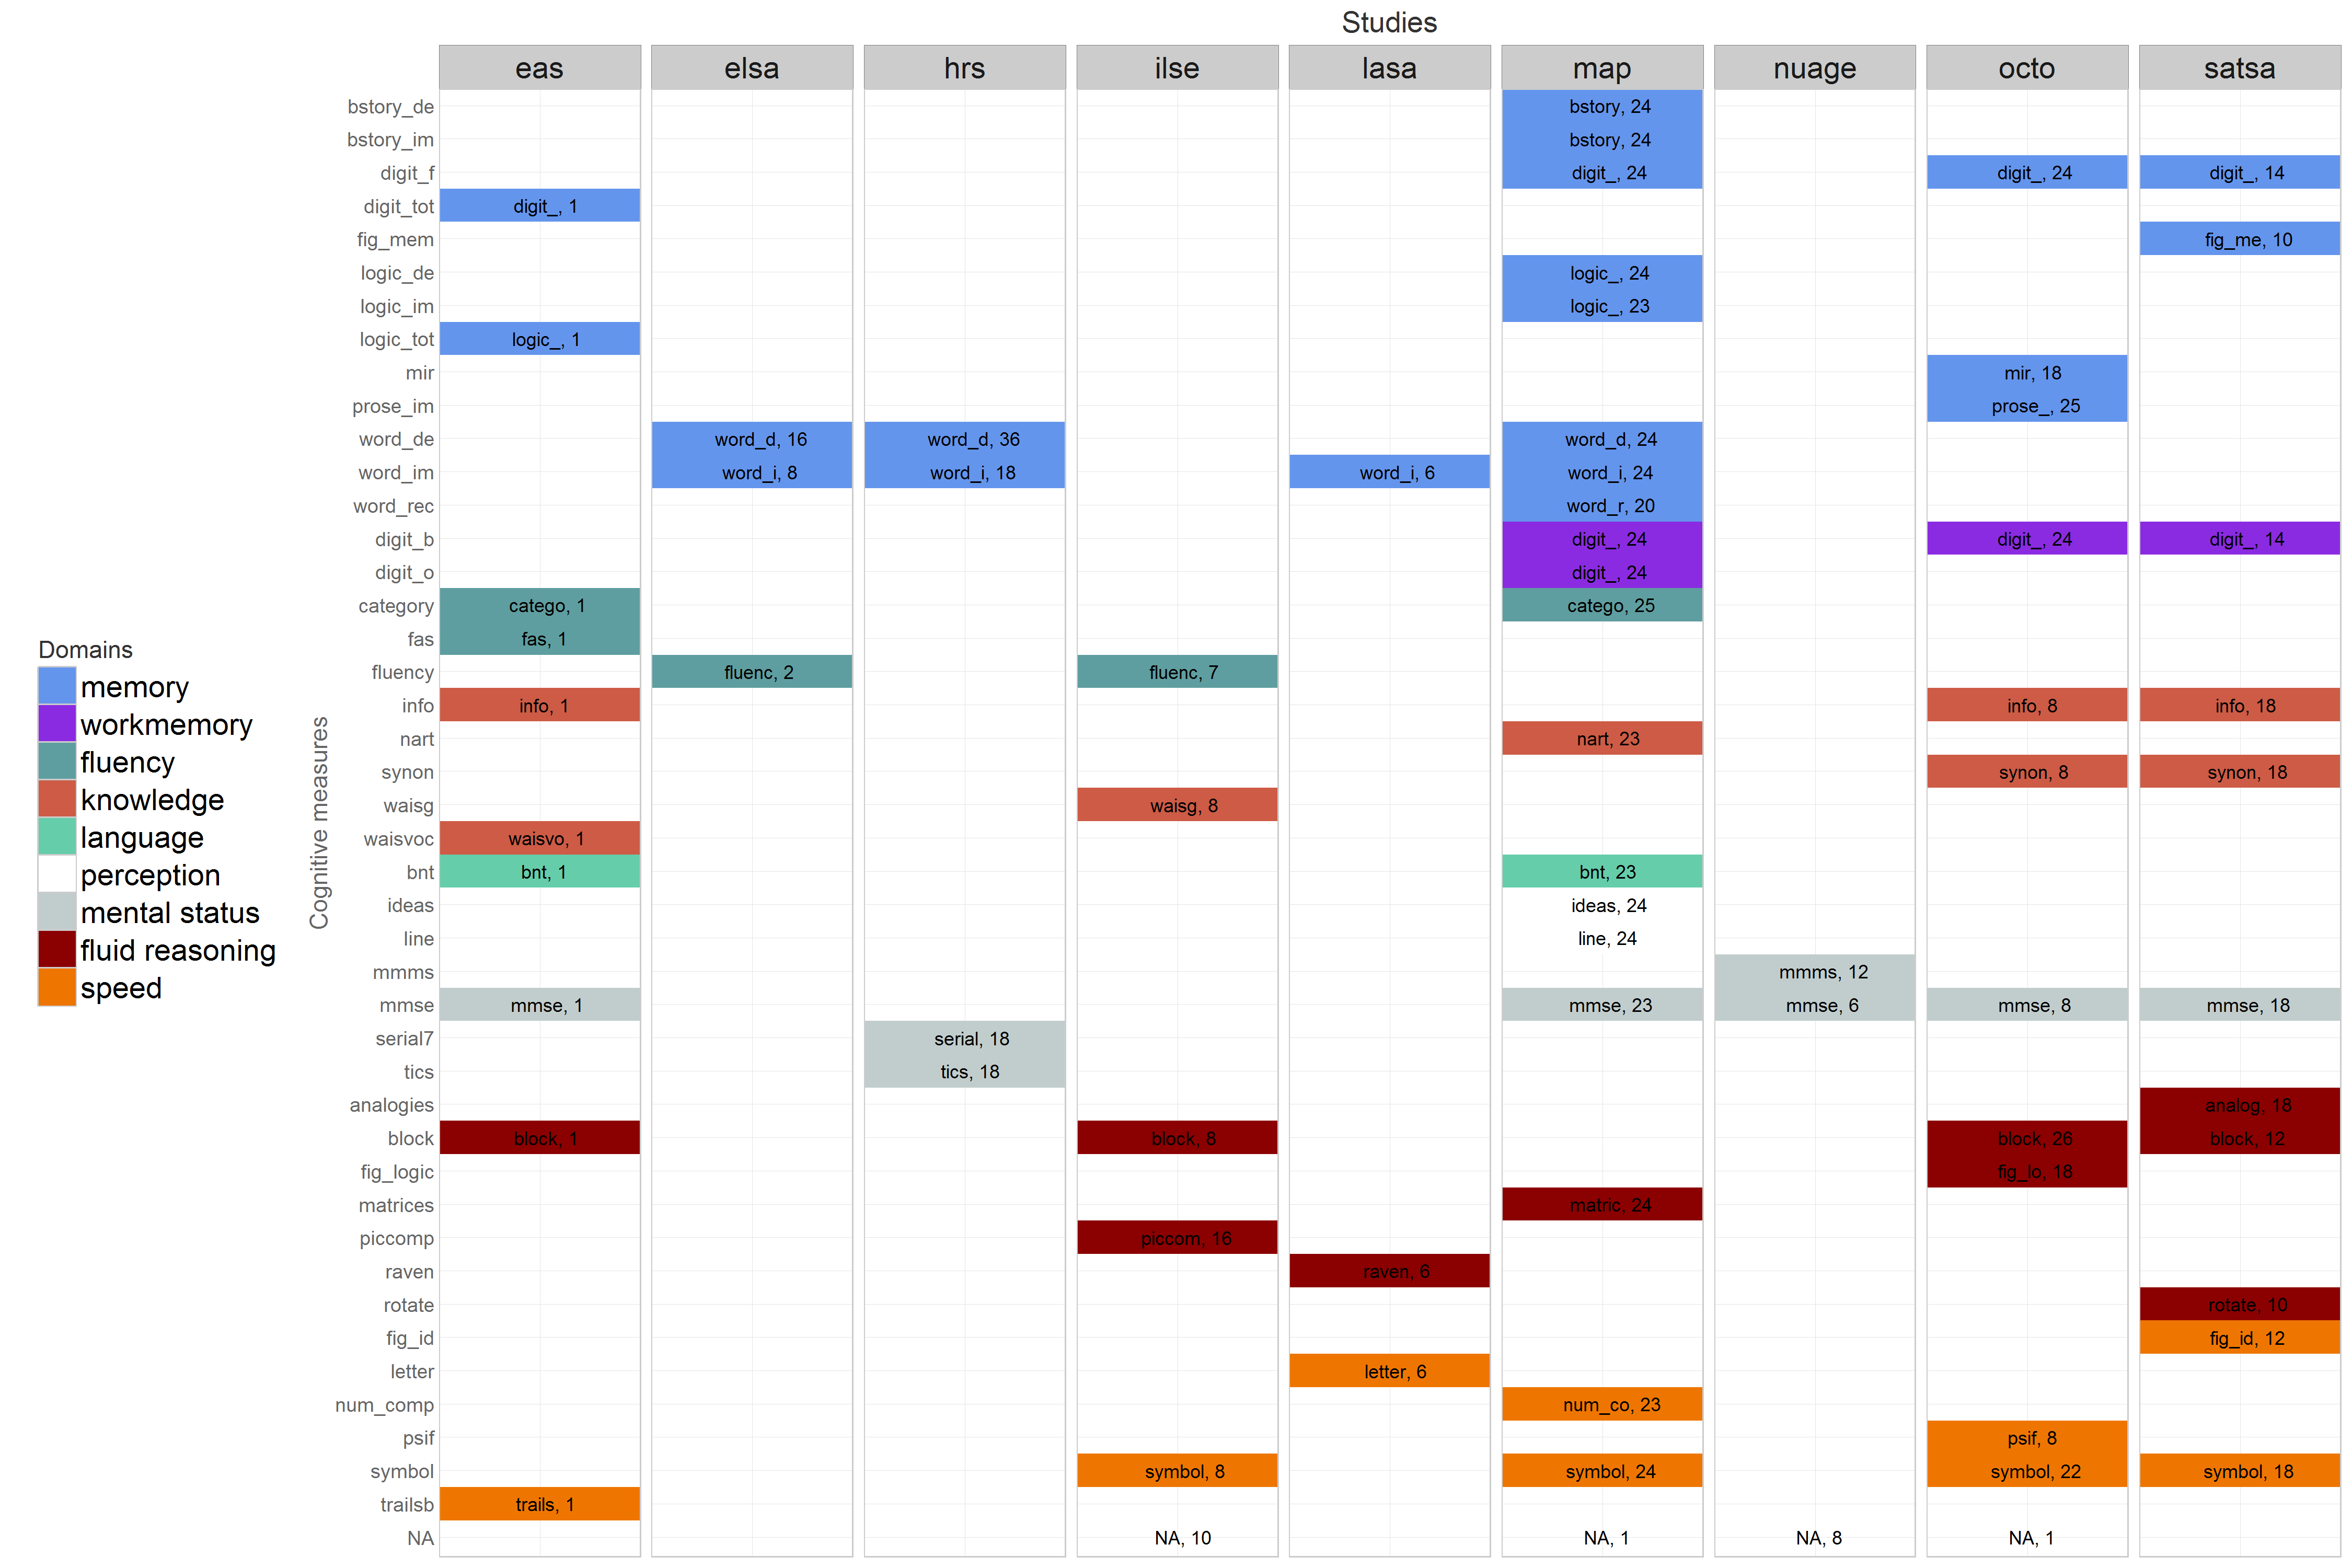 Studies
eas elsa hrs ilse lasa map nuage octo satsa
bstory_de bstory, 24
bstory_im bstory, 24
digit_f digit_, 24 digit_, 24 digit_, 14
digit_tot digit_, 1
fig_mem fig_me, 10
logic_de logic_, 24
logic_im logic_, 23
logic_tot logic_, 1
mir mir, 18
prose_im prose_, 25
word_de word_d, 16 word_d, 36 word_d, 24
word_im word_i, 8 word_i, 18 word_i, 6 word_i, 24
word_rec word_r, 20
digit_b digit_, 24 digit_, 24 digit_, 14
digit_o digit_, 24
category catego, 1 catego, 25
fas fas, 1
fluency fluenc, 2 fluenc, 7
info info, 1 info, 8 info, 18
nart nart, 23
synon synon, 8 synon, 18
waisg waisg, 8
waisvoc waisvo, 1
bnt bnt, 1 bnt, 23
ideas ideas, 24
line line, 24
mmms mmms, 12
mmse mmse, 1 mmse, 23 mmse, 6 mmse, 8 mmse, 18
serial7 serial, 18
tics tics, 18
analogies analog, 18
block block, 1 block, 8 block, 26 block, 12
fig_logic fig_lo, 18
matrices matric, 24
piccomp piccom, 16
raven raven, 6
rotate rotate, 10
fig_id fig_id, 12
letter letter, 6
num_comp num_co, 23
psif psif, 8
symbol symbol, 8 symbol, 24 symbol, 22 symbol, 18
trailsb trails, 1
NA NA, 10 NA, 1 NA, 8 NA, 1
Cognitive measures
Domains
memory
workmemory
fluency
knowledge
language
perception
mental status
fluid reasoning
speed